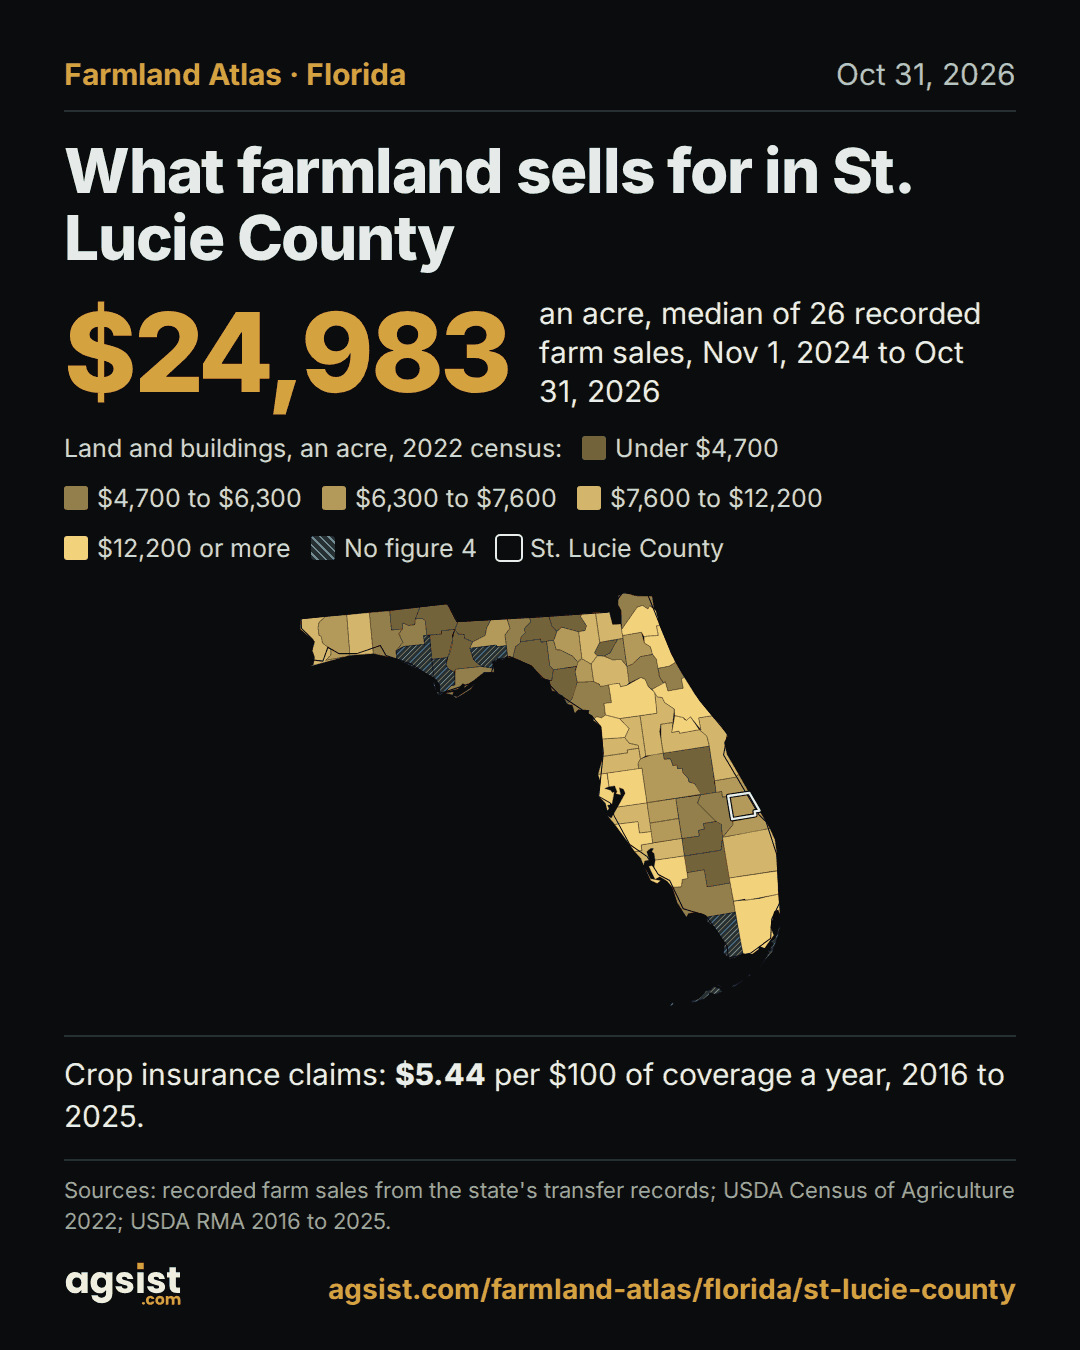 Farmland Atlas · Florida
Oct 31, 2026
What farmland sells for in St.
Lucie County
$24,983
an acre, median of 26 recorded
farm sales, Nov 1, 2024 to Oct
31, 2026
Land and buildings, an acre, 2022 census: Under $4,700
$4,700 to $6,300 $6,300 to $7,600 $7,600 to $12,200
$12,200 or more No figure 4 St. Lucie County
Crop insurance claims: $5.44 per $100 of coverage a year, 2016 to
2025.
Sources: recorded farm sales from the state's transfer records; USDA Census of Agriculture
2022; USDA RMA 2016 to 2025.
agsist
.com
agsist.com/farmland-atlas/florida/st-lucie-county